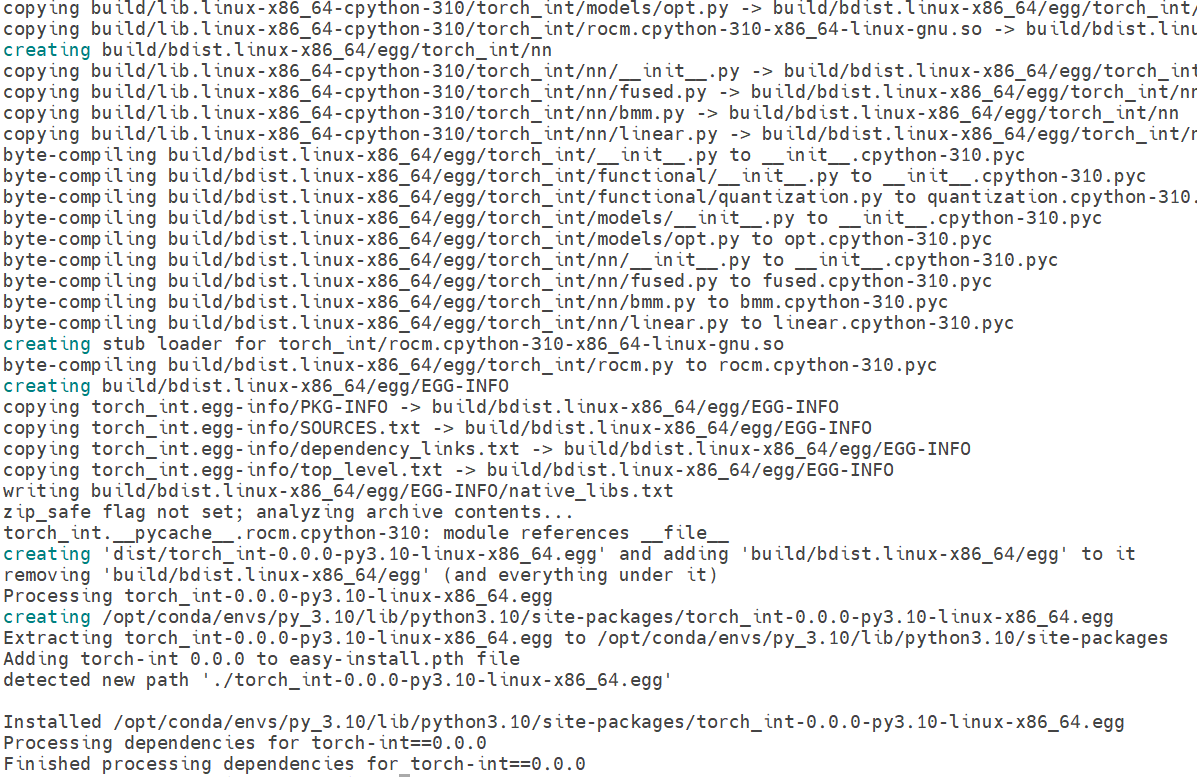 copying build/lib.linux-x86_64-cpython-310/torch_int/models/opt.py -> build/bdist.linux-x86_64/egg/torch_int/
copying build/lib.linux-x86_64-cpython-310/torch_int/rocm.cpython-310-x86_64-linux-gnu.so -> build/bdist.linu
creating build/bdist.linux-x86_64/egg/torch_int/nn
copying build/lib.linux-x86_64-cpython-310/torch_int/nn/__init__.py -> build/bdist.linux-x86_64/egg/torch_int
copying build/lib.linux-x86_64-cpython-310/torch_int/nn/fused.py -> build/bdist.linux-x86_64/egg/torch_int/nn
copying build/lib.linux-x86_64-cpython-310/torch_int/nn/bmm.py -> build/bdist.linux-x86_64/egg/torch_int/nn
copying build/lib.linux-x86_64-cpython-310/torch_int/nn/linear.py -> build/bdist.linux-x86_64/egg/torch_int/n
byte-compiling build/bdist.linux-x86_64/egg/torch_int/__init__.py to __init__.cpython-310.pyc
byte-compiling build/bdist.linux-x86_64/egg/torch_int/functional/__init__.py to __init__.cpython-310.pyc
byte-compiling build/bdist.linux-x86_64/egg/torch_int/functional/quantization.py to quantization.cpython-310.
byte-compiling build/bdist.linux-x86_64/egg/torch_int/models/__init__.py to __init__.cpython-310.pyc
byte-compiling build/bdist.linux-x86_64/egg/torch_int/models/opt.py to opt.cpython-310.pyc
byte-compiling build/bdist.linux-x86_64/egg/torch_int/nn/__init__.py to __init__.cpython-310.pyc
byte-compiling build/bdist.linux-x86_64/egg/torch_int/nn/fused.py to fused.cpython-310.pyc
byte-compiling build/bdist.linux-x86_64/egg/torch_int/nn/bmm.py to bmm.cpython-310.pyc
byte-compiling build/bdist.linux-x86_64/egg/torch_int/nn/linear.py to linear.cpython-310.pyc
creating stub loader for torch_int/rocm.cpython-310-x86_64-linux-gnu.so
byte-compiling build/bdist.linux-x86_64/egg/torch_int/rocm.py to rocm.cpython-310.pyc
creating build/bdist.linux-x86_64/egg/EGG-INFO
copying torch_int.egg-info/PKG-INFO -> build/bdist.linux-x86_64/egg/EGG-INFO
copying torch_int.egg-info/SOURCES.txt -> build/bdist.linux-x86_64/egg/EGG-INFO
copying torch_int.egg-info/dependency_links.txt -> build/bdist.linux-x86_64/egg/EGG-INFO
copying torch_int.egg-info/top_level.txt -> build/bdist.linux-x86_64/egg/EGG-INFO
writing build/bdist.linux-x86_64/egg/EGG-INFO/native_libs.txt
zip_safe flag not set; analyzing archive contents...
torch_int.__pycache__.rocm.cpython-310: module references __file__
creating 'dist/torch_int-0.0.0-py3.10-linux-x86_64.egg' and adding 'build/bdist.linux-x86_64/egg' to it
removing 'build/bdist.linux-x86_64/egg' (and everything under it)
Processing torch_int-0.0.0-py3.10-linux-x86_64.egg
creating /opt/conda/envs/py_3.10/lib/python3.10/site-packages/torch_int-0.0.0-py3.10-linux-x86_64.egg
Extracting torch_int-0.0.0-py3.10-linux-x86_64.egg to /opt/conda/envs/py_3.10/lib/python3.10/site-packages
Adding torch-int 0.0.0 to easy-install.pth file
detected new path './torch_int-0.0.0-py3.10-linux-x86_64.egg'
Installed /opt/conda/envs/py_3.10/lib/python3.10/site-packages/torch_int-0.0.0-py3.10-linux-x86_64.egg
Processing dependencies for torch-int==0.0.0
Finished processing dependencies for torch-int==0.0.0